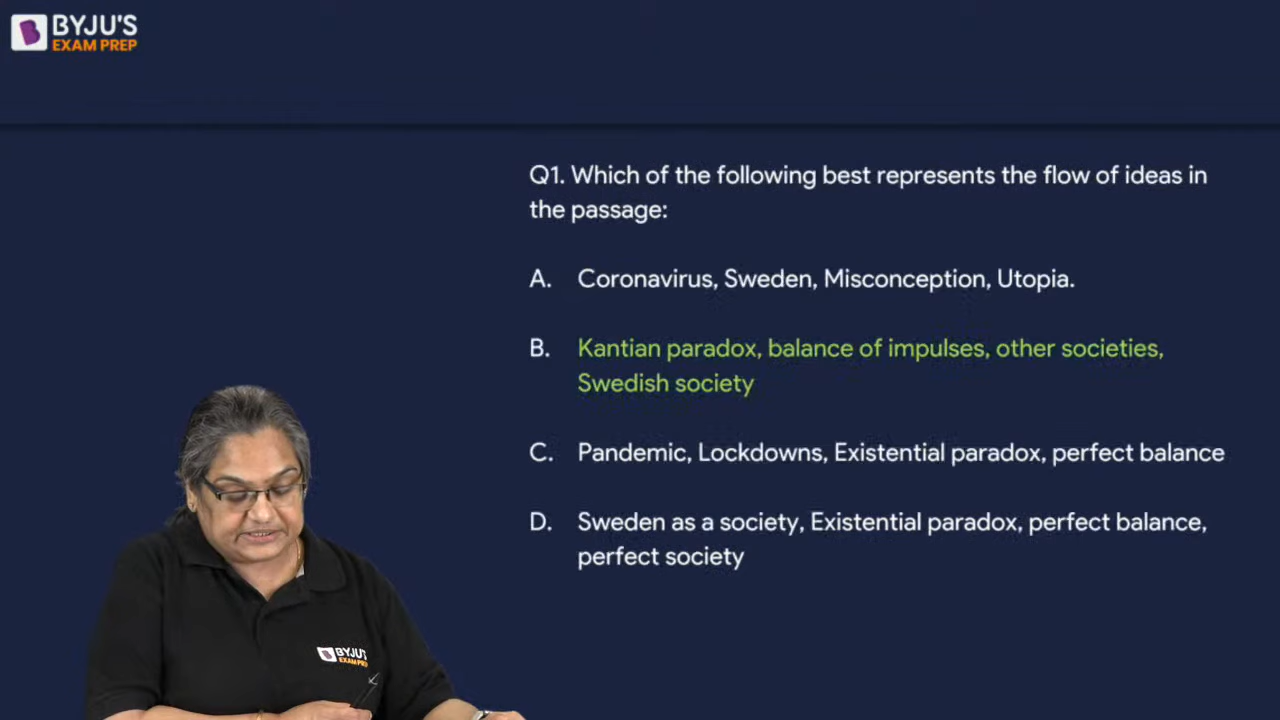 BYJU'S
EXAM PREP
Q1. Which of the following best represents the flow of ideas in
the passage:
A. Coronavirus, Sweden, Misconception, Utopia.
B. Kantian paradox, balance of impulses, other societies,
Swedish society
C. Pandemic, Lockdowns, Existential paradox, perfect balance
D. Sweden as a society, Existential paradox, perfect balance,
perfect society
BYJU'S
EXAM PREP